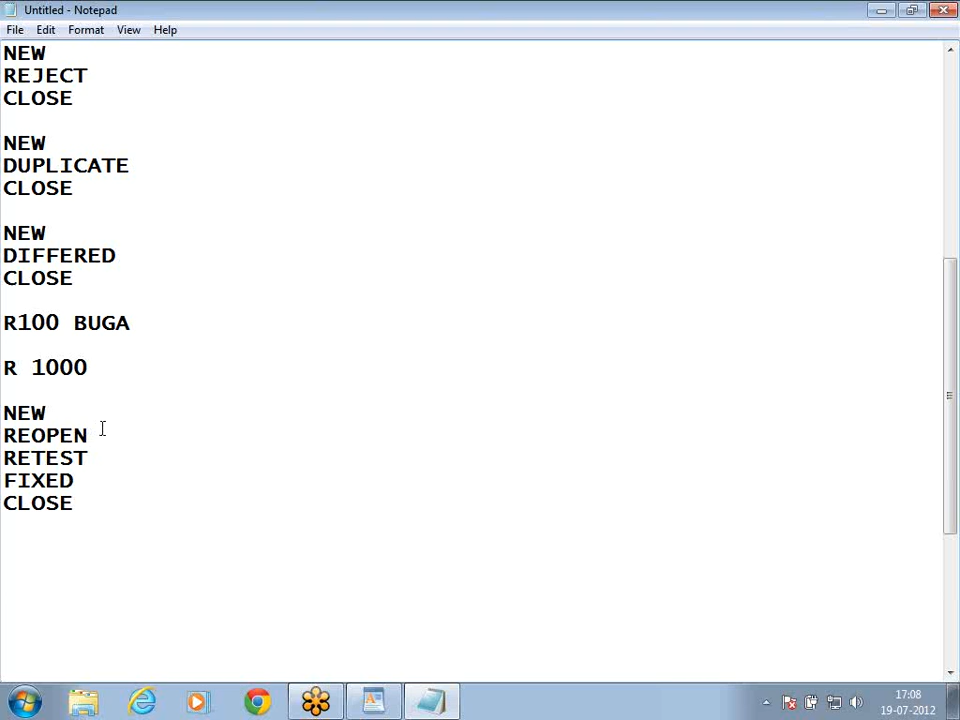 Untitled - Notepad
File Edit Format View Help
NEW
REJECT
CLOSE
NEW
DUPLICATE
CLOSE
NEW
DIFFERED
CLOSE
R100 BUGA
R 1000
NEW
REOPEN
RETEST
FIXED
CLOSE
17:08
19-07-2012